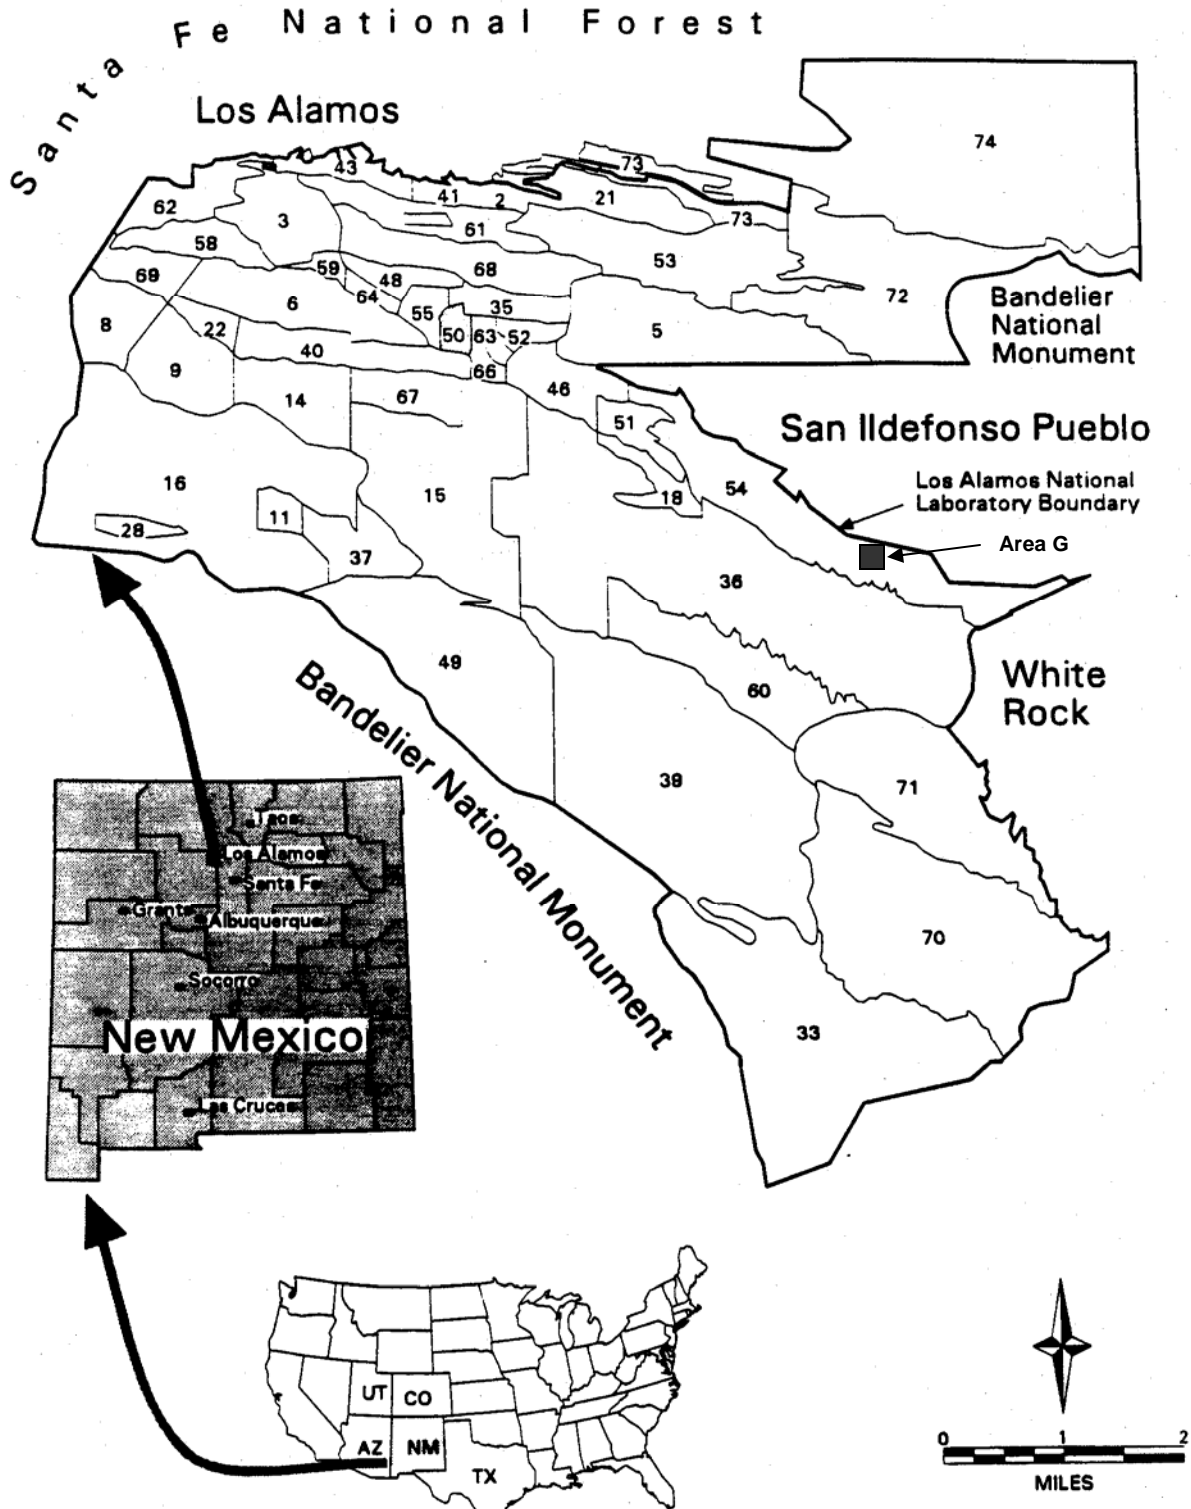 Santa Fe National Forest
Los Alamos
74
73
43
41
2
21
62
3
73
61
58
53
59
68
69
48
72
64
6
35
Bandelier
National
Monument
55
8
22
50
63
52
5
40
66
9
46
67
14
51
San Ildefonso Pueblo
16
15
18
54
Los Alamos National
Laboratory Boundary
11
28
Area G
37
36
49
60
White
Rock
Bandelier National Monument
39
71
Taos
Los Alamos
Santa Fe
Grants
Albuquerque
70
Socorro
New Mexico
33
Las Cruces
UT
CO
AZ
NM
TX
0 1 2
MILES